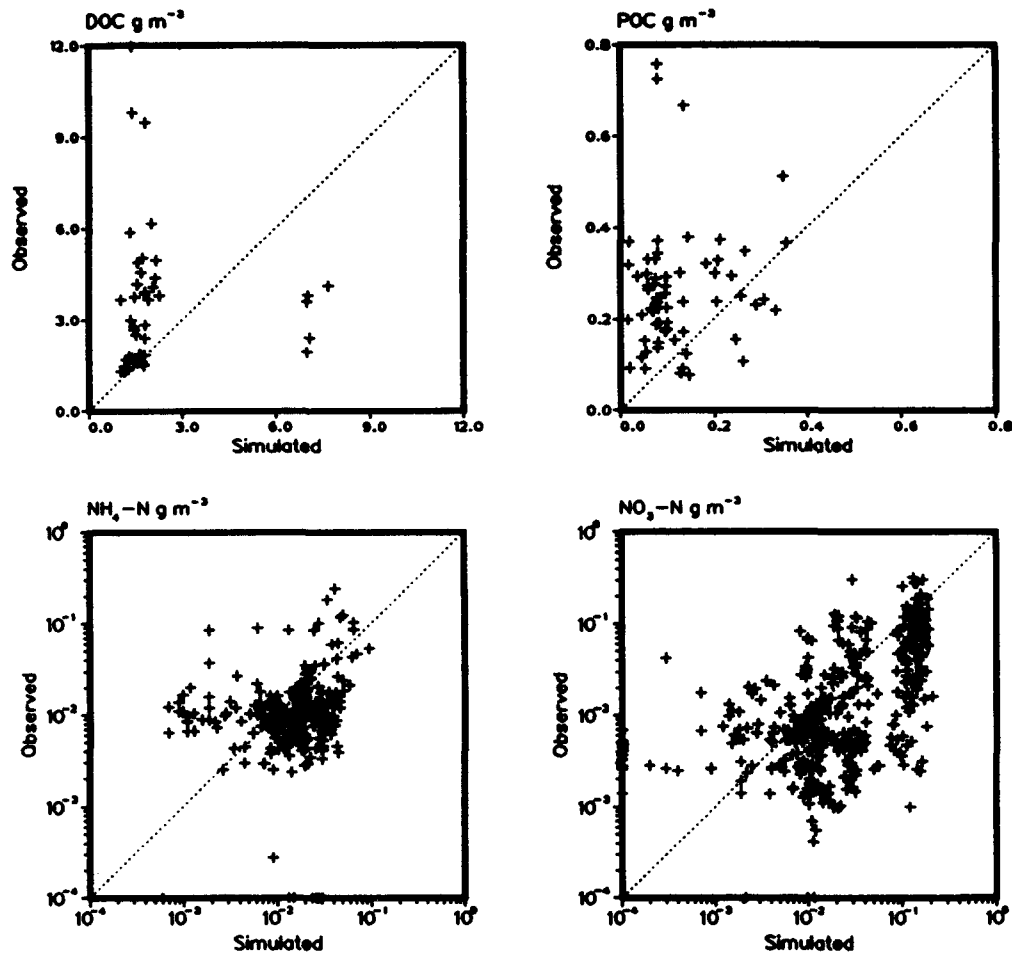 DOC g m⁻³
POC g m⁻³
12.0
9.0
6.0
3.0
0.0
Observed
0.0 3.0 6.0 9.0 12.0
Simulated
0.8
0.6
0.4
0.2
0.0
Observed
0.0 0.2 0.4 0.6 0.8
Simulated
NH₄-N g m⁻³
NO₃-N g m⁻³
10⁰
10⁻¹
10⁻²
10⁻³
10⁻⁴
Observed
10⁻⁴ 10⁻³ 10⁻² 10⁻¹ 10⁰
Simulated
10⁰
10⁻¹
10⁻²
10⁻³
10⁻⁴
Observed
10⁻⁴ 10⁻³ 10⁻² 10⁻¹ 10⁰
Simulated